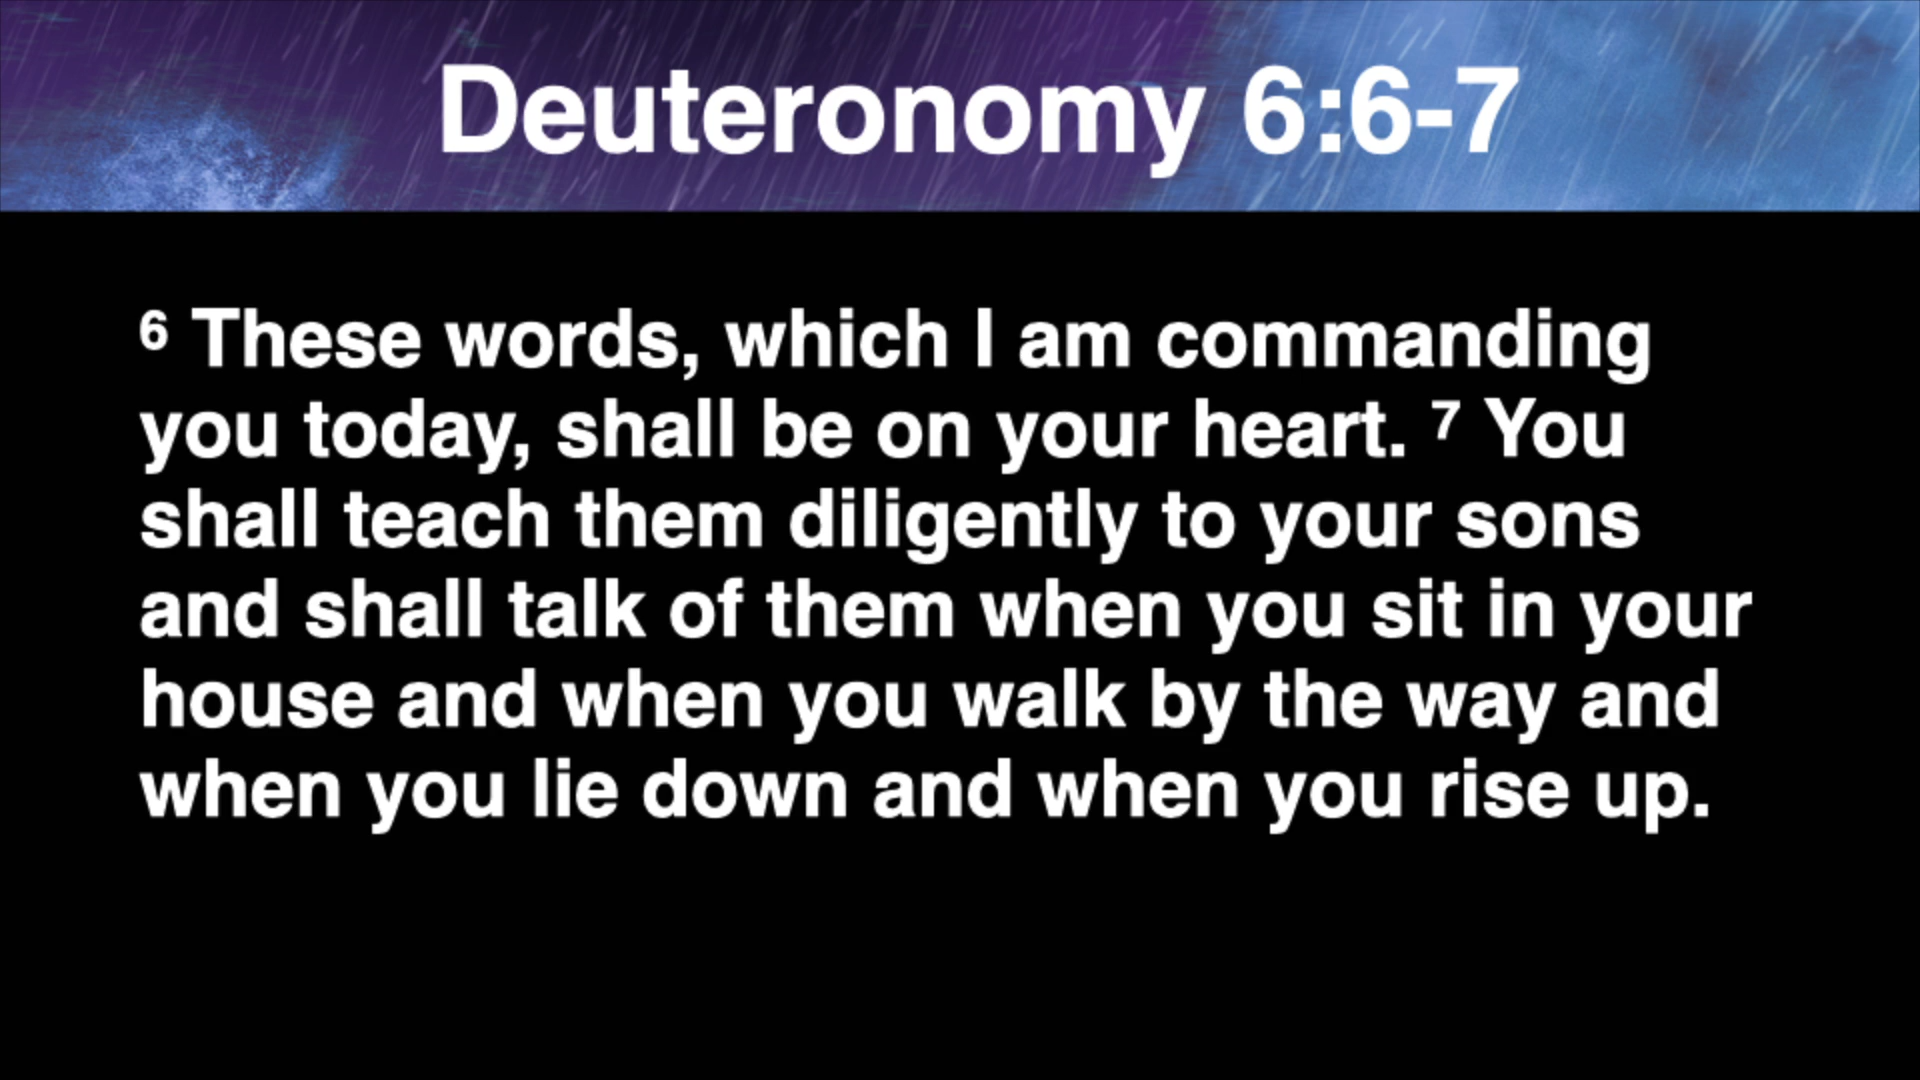 Deuteronomy 6:6-7
⁶ These words, which I am commanding
you today, shall be on your heart. ⁷ You
shall teach them diligently to your sons
and shall talk of them when you sit in your
house and when you walk by the way and
when you lie down and when you rise up.